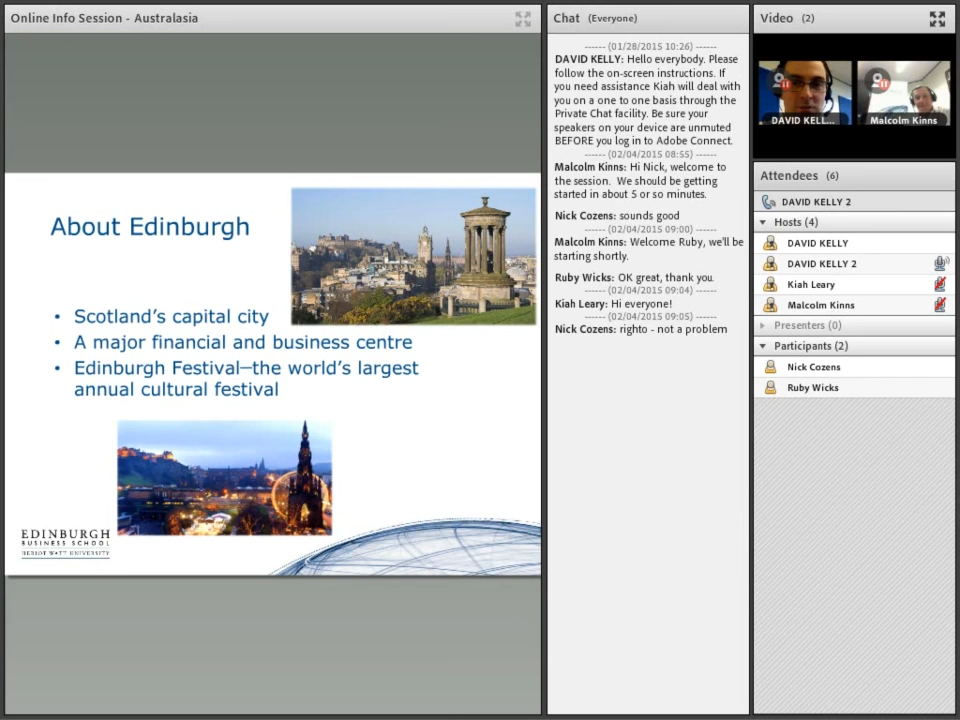 Online Info Session - Australasia
About Edinburgh
• Scotland's capital city
• A major financial and business centre
• Edinburgh Festival—the world's largest
annual cultural festival
EDINBURGH
BUSINESS SCHOOL
HERIOT WATT UNIVERSITY
Chat (Everyone)
------ (01/28/2015 10:26) ------
DAVID KELLY: Hello everybody. Please
follow the on-screen instructions. If
you need assistance Kiah will deal with
you on a one to one basis through the
Private Chat facility. Be sure your
speakers on your device are unmuted
BEFORE you log in to Adobe Connect.
------ (02/04/2015 08:55) ------
Malcolm Kinns: Hi Nick, welcome to
the session. We should be getting
started in about 5 or so minutes.
Nick Cozens: sounds good
------ (02/04/2015 09:00) ------
Malcolm Kinns: Welcome Ruby, we'll be
starting shortly.
Ruby Wicks: OK great, thank you.
------ (02/04/2015 09:04) ------
Kiah Leary: Hi everyone!
------ (02/04/2015 09:05) ------
Nick Cozens: righto - not a problem
Video (2)
DAVID KELL...
Malcolm Kinns
Attendees (6)
DAVID KELLY 2
Hosts (4)
DAVID KELLY
DAVID KELLY 2
Kiah Leary
Malcolm Kinns
Presenters (0)
Participants (2)
Nick Cozens
Ruby Wicks